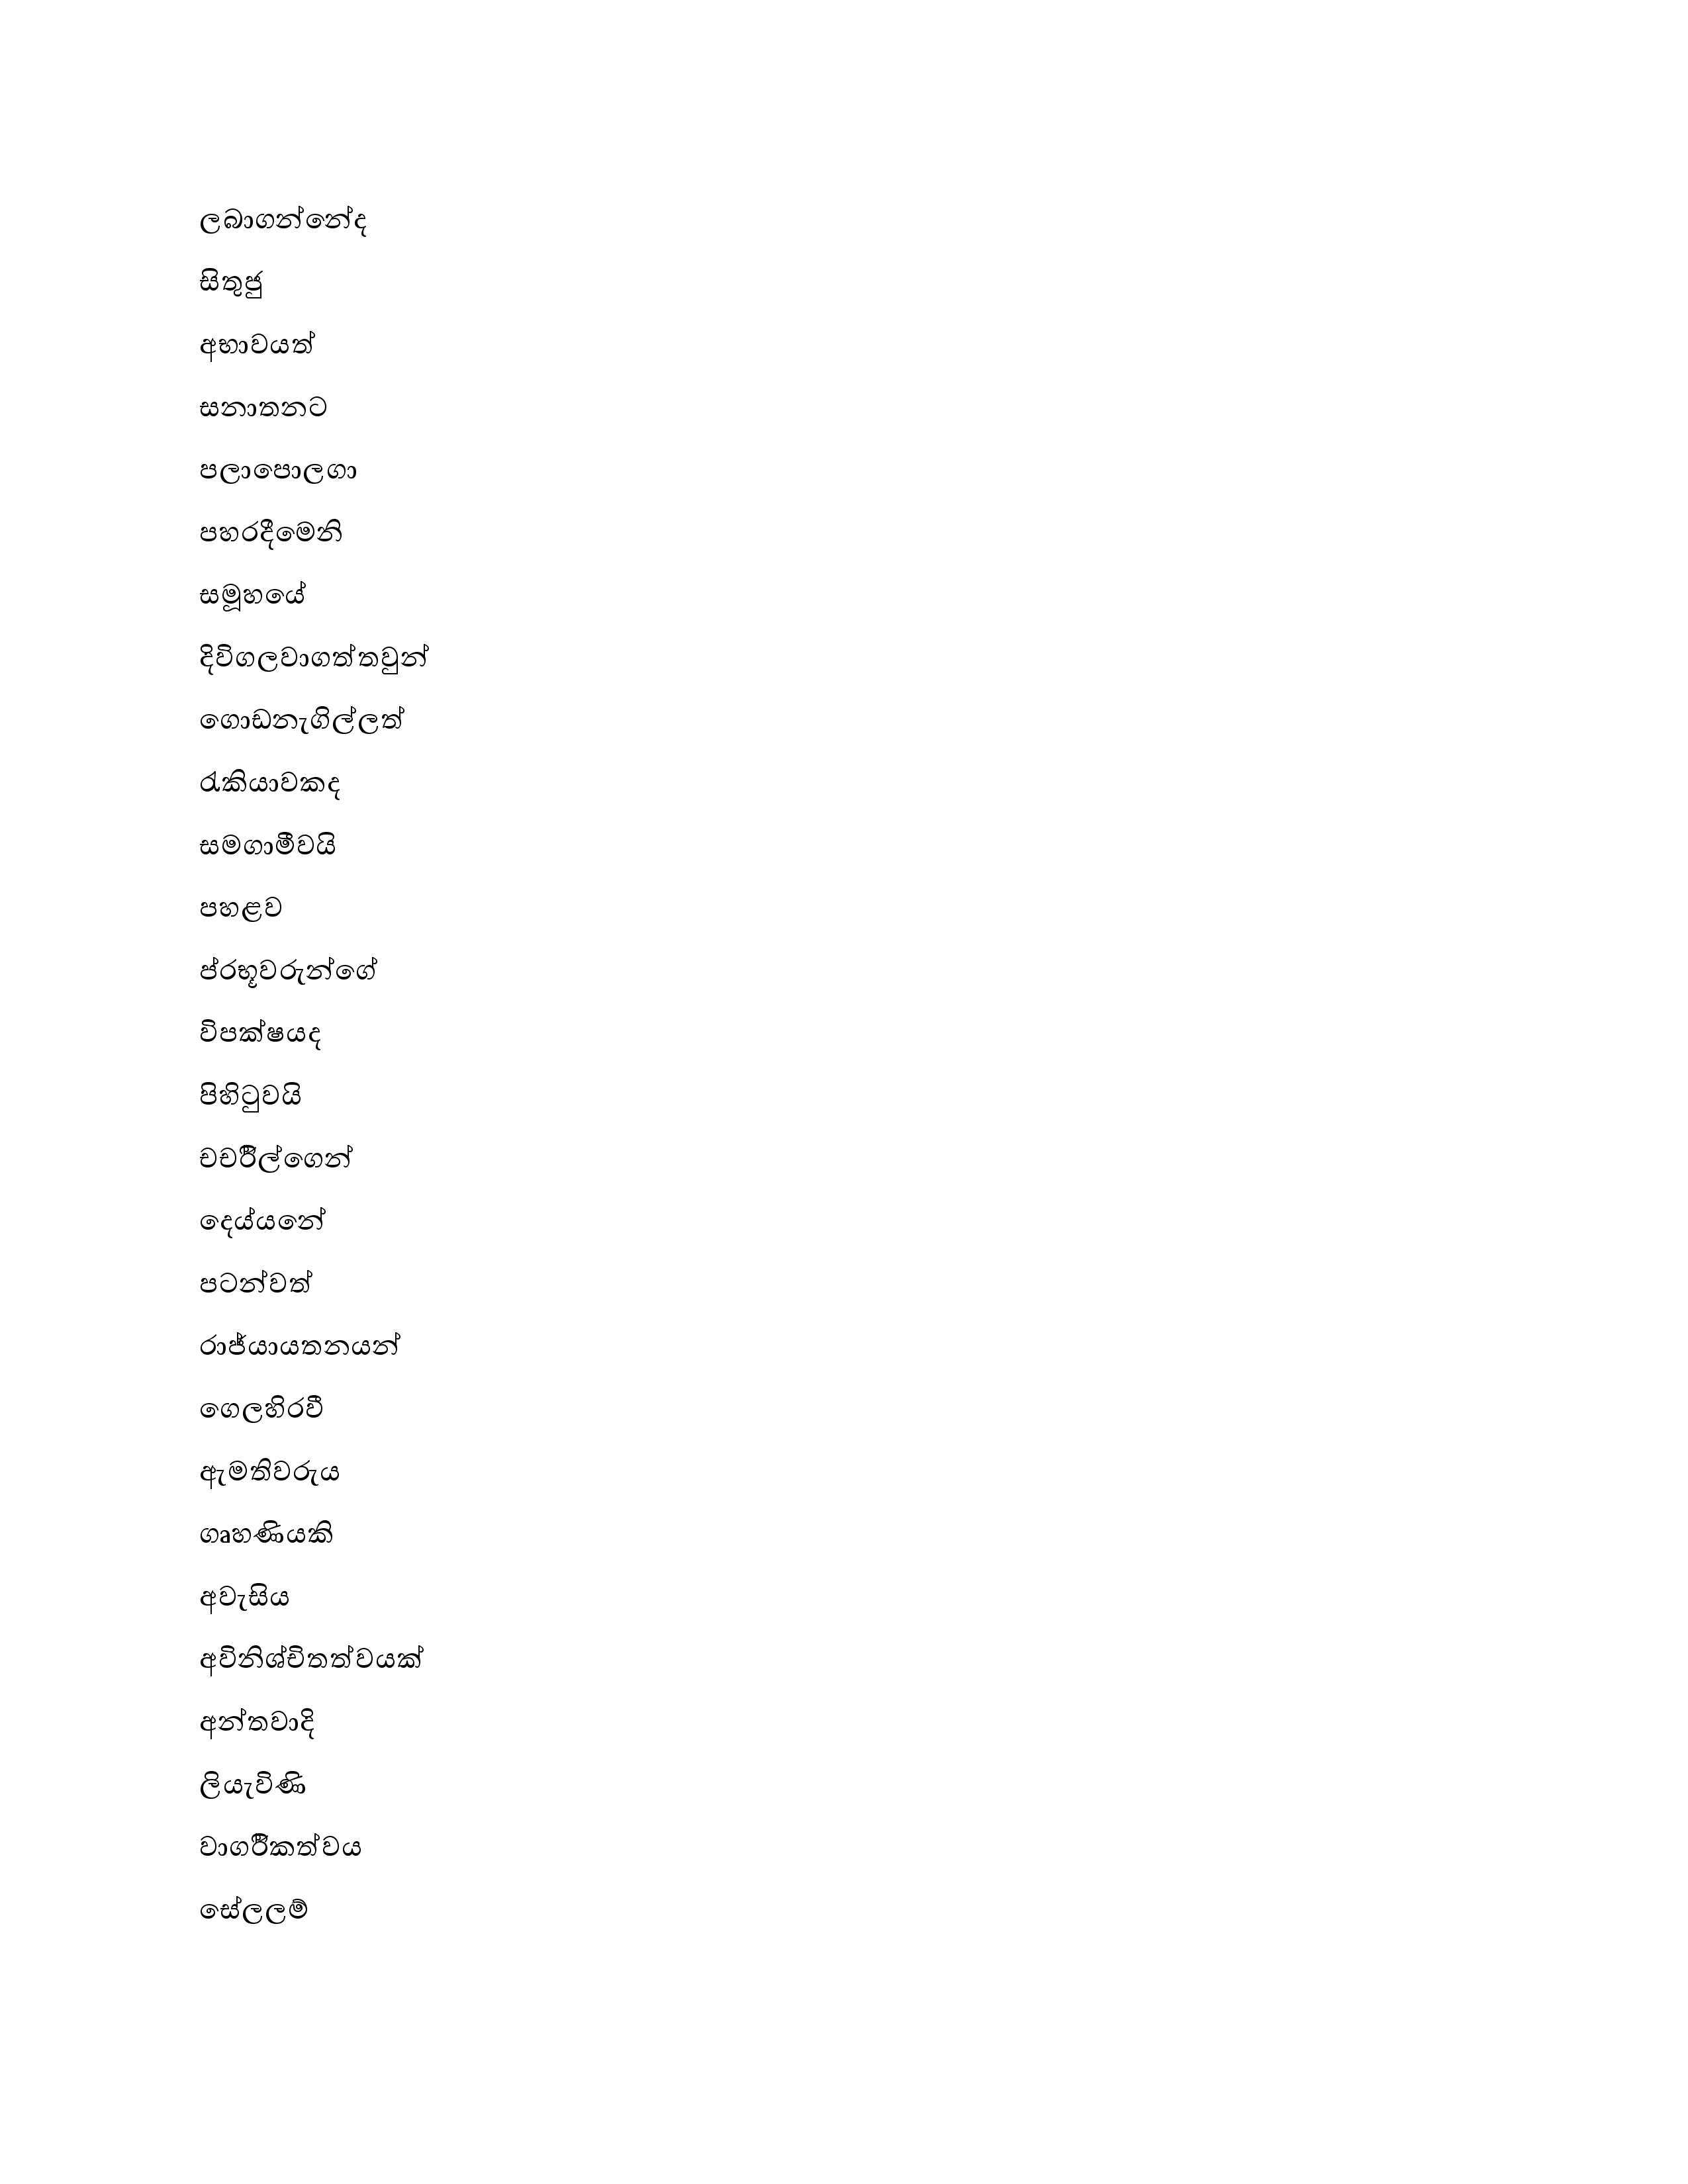 ලබාගන්නේද
සිතුජු
අභාවයත්
සනාතනට
පලාපොලගා
පහරදීමෙනි
සමූහයේ
දිවිගලවාගත්තවුන්
ගොඩනැගිල්ලත්
රැකියාවකද
සමගාමීවයි
පහළව
ප්රභූවරුන්ගේ
විපක්ෂයද
පිහිටුවයි
චර්චිල්ගෙන්
දෙය්යනේ
පටන්වත්
රාජ්යායතනයන්
ගෙලහිරවී
ඇමතිවරුය
ගෘහණියකි
අවැසිය
අවිනිශ්චිතත්වයක්
අන්තවාදි
ලියැවිණි
වාර්ගිකත්වය
සේලලම්